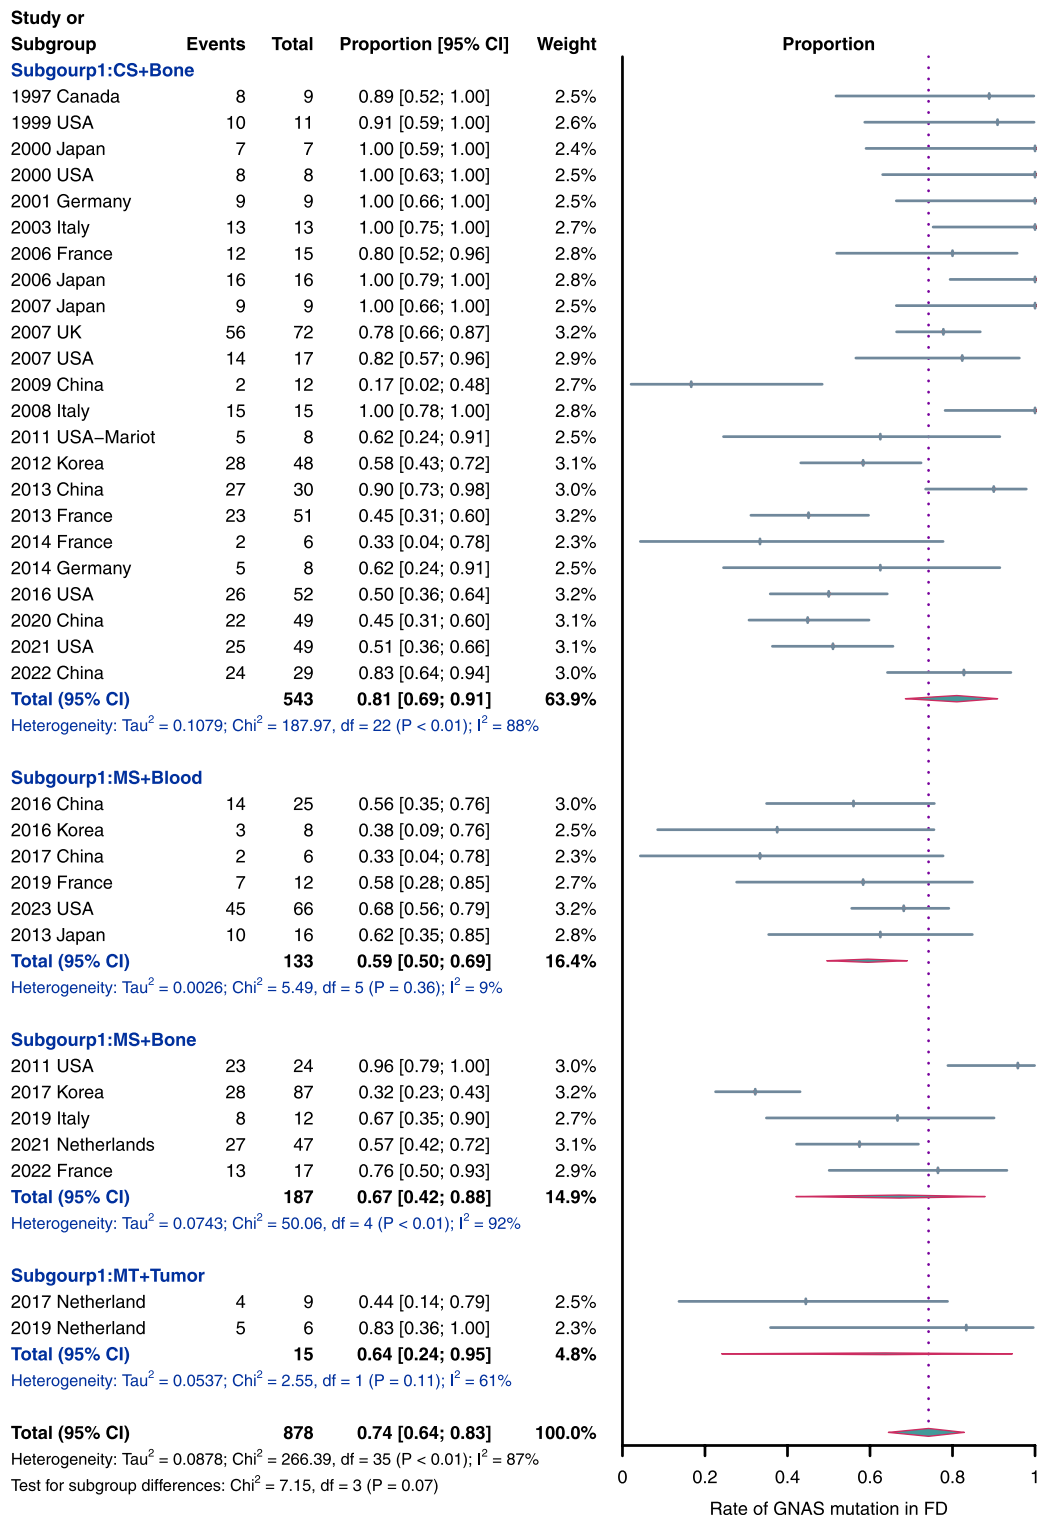 Study or
Subgroup Events Total Proportion [95% CI] Weight Proportion
Subgourp1:CS+Bone
1997 Canada 8 9 0.89 [0.52; 1.00] 2.5%
1999 USA 10 11 0.91 [0.59; 1.00] 2.6%
2000 Japan 7 7 1.00 [0.59; 1.00] 2.4%
2000 USA 8 8 1.00 [0.63; 1.00] 2.5%
2001 Germany 9 9 1.00 [0.66; 1.00] 2.5%
2003 Italy 13 13 1.00 [0.75; 1.00] 2.7%
2006 France 12 15 0.80 [0.52; 0.96] 2.8%
2006 Japan 16 16 1.00 [0.79; 1.00] 2.8%
2007 Japan 9 9 1.00 [0.66; 1.00] 2.5%
2007 UK 56 72 0.78 [0.66; 0.87] 3.2%
2007 USA 14 17 0.82 [0.57; 0.96] 2.9%
2009 China 2 12 0.17 [0.02; 0.48] 2.7%
2008 Italy 15 15 1.00 [0.78; 1.00] 2.8%
2011 USA−Mariot 5 8 0.62 [0.24; 0.91] 2.5%
2012 Korea 28 48 0.58 [0.43; 0.72] 3.1%
2013 China 27 30 0.90 [0.73; 0.98] 3.0%
2013 France 23 51 0.45 [0.31; 0.60] 3.2%
2014 France 2 6 0.33 [0.04; 0.78] 2.3%
2014 Germany 5 8 0.62 [0.24; 0.91] 2.5%
2016 USA 26 52 0.50 [0.36; 0.64] 3.2%
2020 China 22 49 0.45 [0.31; 0.60] 3.1%
2021 USA 25 49 0.51 [0.36; 0.66] 3.1%
2022 China 24 29 0.83 [0.64; 0.94] 3.0%
Total (95% CI) 543 0.81 [0.69; 0.91] 63.9%
Heterogeneity: Tau² = 0.1079; Chi² = 187.97, df = 22 (P < 0.01); I² = 88%
Subgourp1:MS+Blood
2016 China 14 25 0.56 [0.35; 0.76] 3.0%
2016 Korea 3 8 0.38 [0.09; 0.76] 2.5%
2017 China 2 6 0.33 [0.04; 0.78] 2.3%
2019 France 7 12 0.58 [0.28; 0.85] 2.7%
2023 USA 45 66 0.68 [0.56; 0.79] 3.2%
2013 Japan 10 16 0.62 [0.35; 0.85] 2.8%
Total (95% CI) 133 0.59 [0.50; 0.69] 16.4%
Heterogeneity: Tau² = 0.0026; Chi² = 5.49, df = 5 (P = 0.36); I² = 9%
Subgourp1:MS+Bone
2011 USA 23 24 0.96 [0.79; 1.00] 3.0%
2017 Korea 28 87 0.32 [0.23; 0.43] 3.2%
2019 Italy 8 12 0.67 [0.35; 0.90] 2.7%
2021 Netherlands 27 47 0.57 [0.42; 0.72] 3.1%
2022 France 13 17 0.76 [0.50; 0.93] 2.9%
Total (95% CI) 187 0.67 [0.42; 0.88] 14.9%
Heterogeneity: Tau² = 0.0743; Chi² = 50.06, df = 4 (P < 0.01); I² = 92%
Subgourp1:MT+Tumor
2017 Netherland 4 9 0.44 [0.14; 0.79] 2.5%
2019 Netherland 5 6 0.83 [0.36; 1.00] 2.3%
Total (95% CI) 15 0.64 [0.24; 0.95] 4.8%
Heterogeneity: Tau² = 0.0537; Chi² = 2.55, df = 1 (P = 0.11); I² = 61%
Total (95% CI) 878 0.74 [0.64; 0.83] 100.0%
Heterogeneity: Tau² = 0.0878; Chi² = 266.39, df = 35 (P < 0.01); I² = 87%
Test for subgroup differences: Chi² = 7.15, df = 3 (P = 0.07)
0 0.2 0.4 0.6 0.8 1
Rate of GNAS mutation in FD